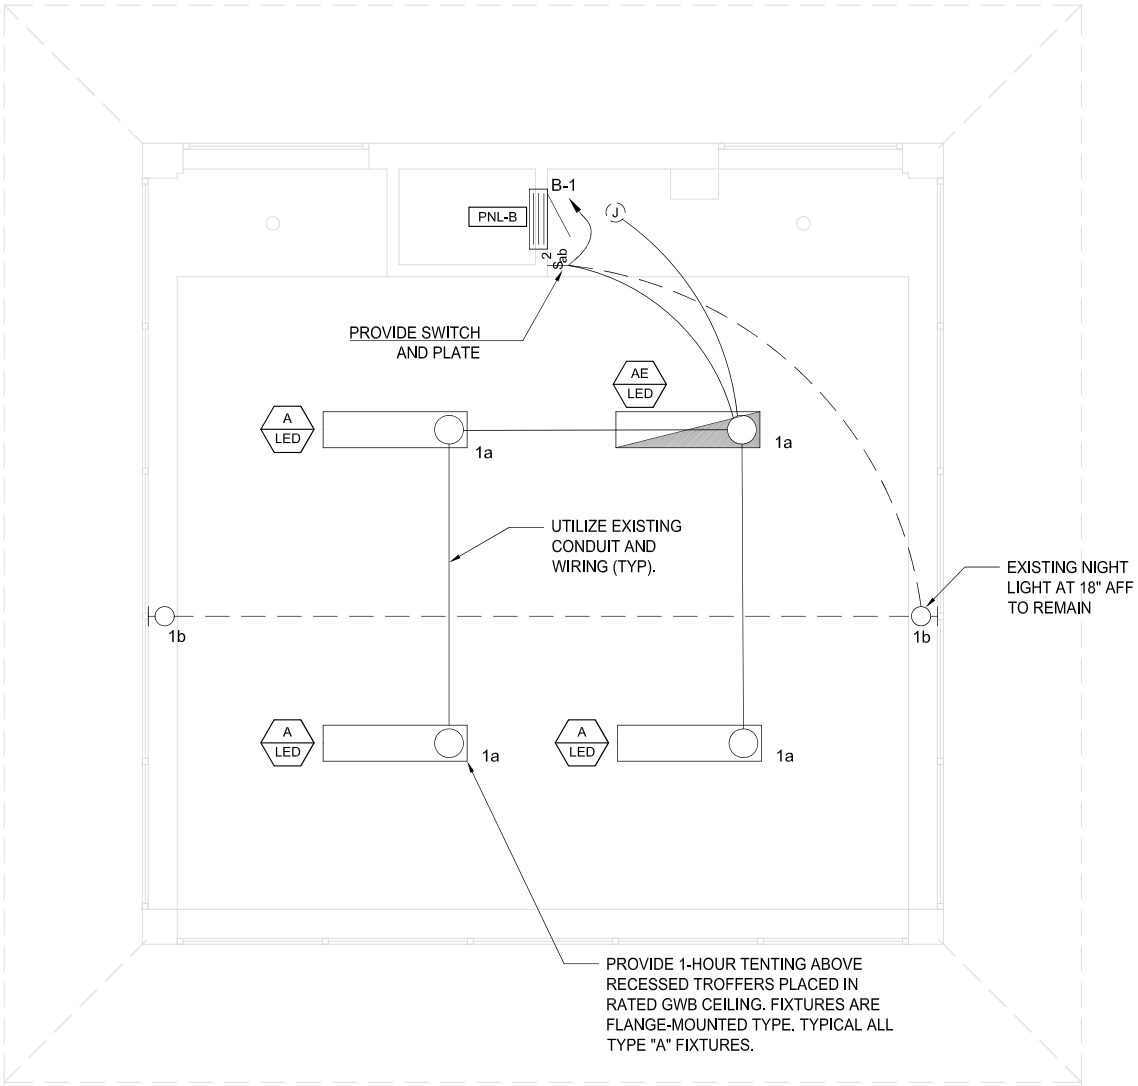 B-1
PNL-B
J
2
Sab
PROVIDE SWITCH
AND PLATE
AE
LED
A
LED
1a
1a
UTILIZE EXISTING
CONDUIT AND
WIRING (TYP).
EXISTING NIGHT
LIGHT AT 18" AFF
TO REMAIN
1b
1b
A
LED
1a
A
LED
1a
PROVIDE 1-HOUR TENTING ABOVE
RECESSED TROFFERS PLACED IN
RATED GWB CEILING. FIXTURES ARE
FLANGE-MOUNTED TYPE. TYPICAL ALL
TYPE "A" FIXTURES.